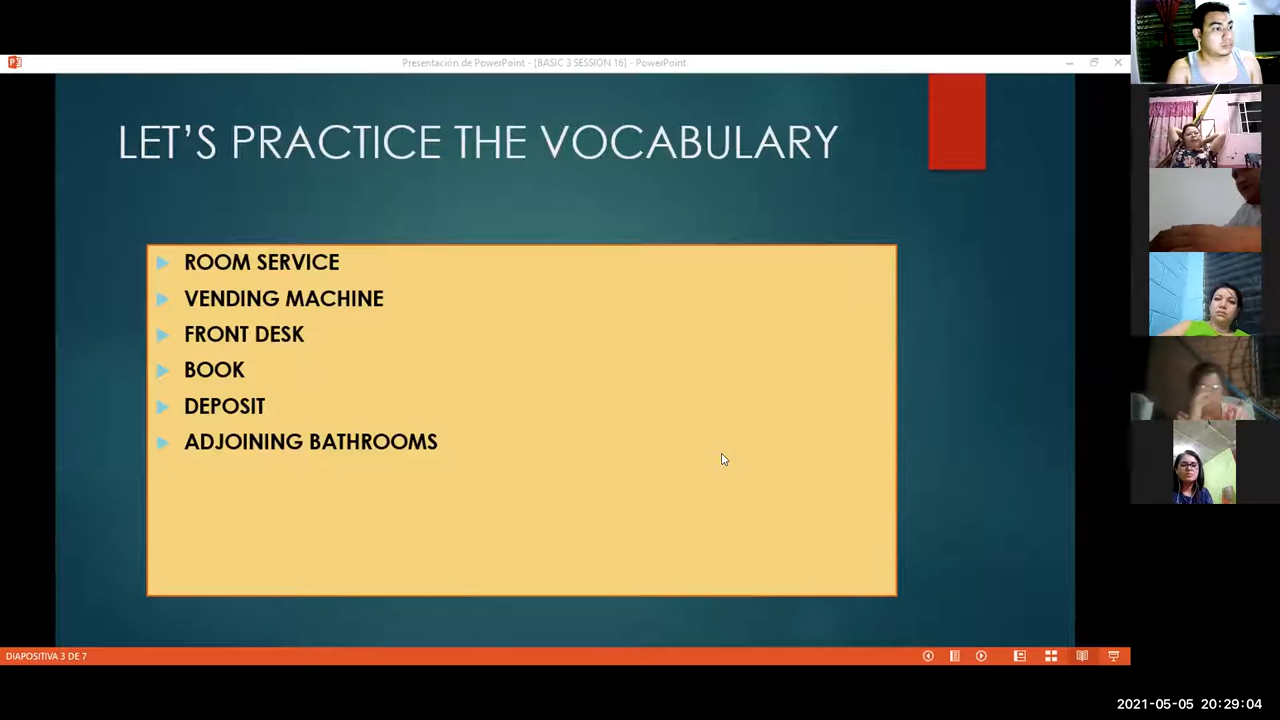 Presentación de PowerPoint - [BASIC 3 SESSION 16] - PowerPoint
LET’S PRACTICE THE VOCABULARY
ROOM SERVICE
VENDING MACHINE
FRONT DESK
BOOK
DEPOSIT
ADJOINING BATHROOMS
DIAPOSITIVA 3 DE 7
2021-05-05 20:29:04